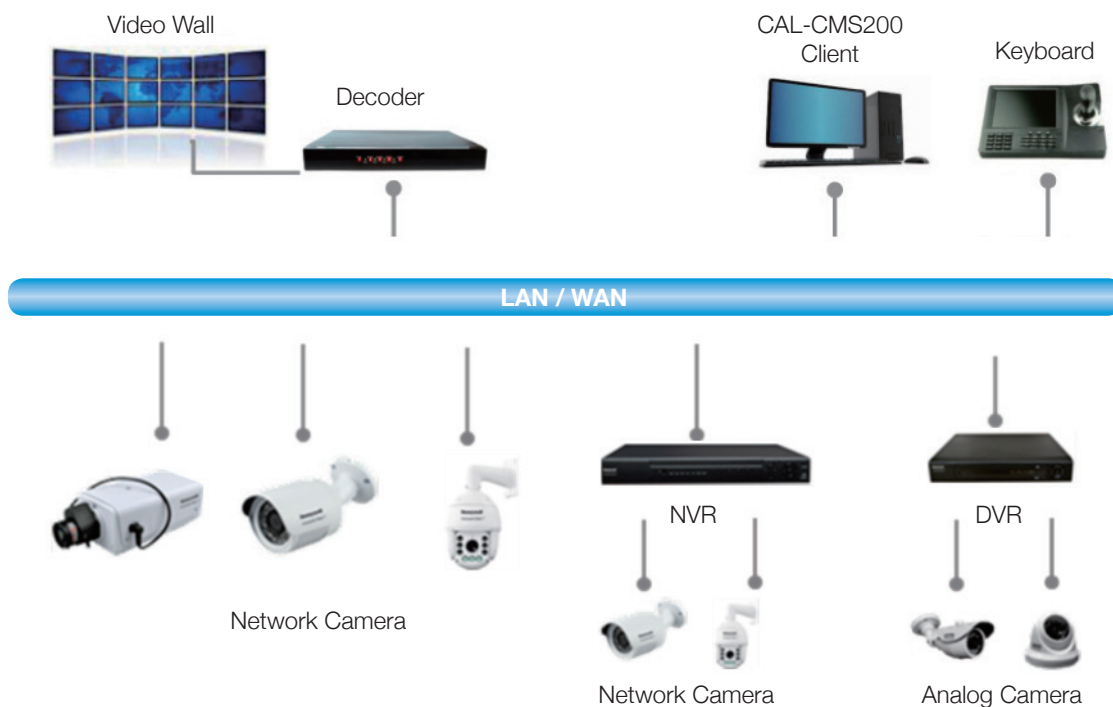 Video Wall
Decoder
CAL-CMS200
Client
Keyboard
LAN / WAN
NVR
DVR
Network Camera
Network Camera
Analog Camera